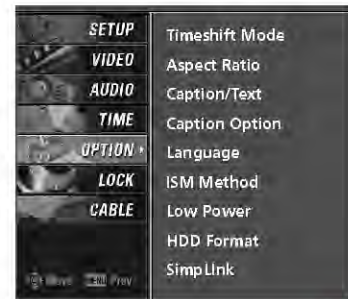 SETUP
VIDEO
AUDIO
TIME
OPTION
LOCK
CABLE
Move MENU Prev
Timeshift Mode
Aspect Ratio
Caption/Text
Caption Option
Language
ISM Method
Low Power
HDD Format
SimpLink